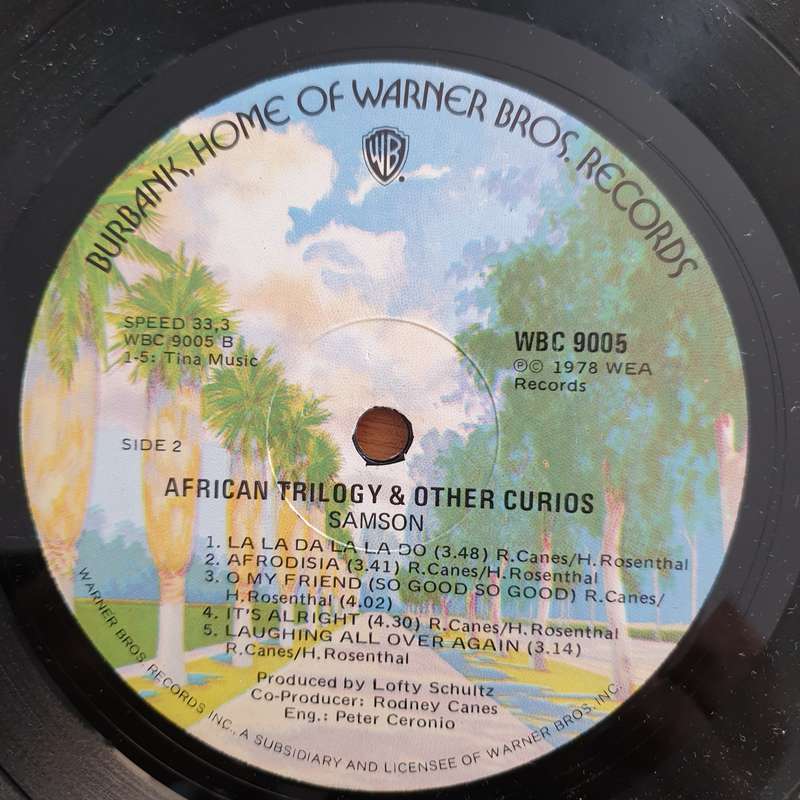 BURBANK, HOME OF WARNER BROS. RECORDS
WB
SPEED 33,3
WBC 9005 B
1-5: Tina Music
WBC 9005
Ⓟ© 1978 WEA
Records
SIDE 2
AFRICAN TRILOGY & OTHER CURIOS
SAMSON
1. LA LA DA LA LA DO (3.48) R.Canes/H.Rosenthal
2. AFRODISIA (3.41) R.Canes/H.Rosenthal
3. O MY FRIEND (SO GOOD SO GOOD) R.Canes/
H.Rosenthal (4.02)
4. IT'S ALRIGHT (4.30) R.Canes/H.Rosenthal
5. LAUGHING ALL OVER AGAIN (3.14)
R.Canes/H.Rosenthal
Produced by Lofty Schultz
Co-Producer: Rodney Canes
Eng.: Peter Ceronio
WARNER BROS. RECORDS INC., A SUBSIDIARY AND LICENSEE OF WARNER BROS. INC.